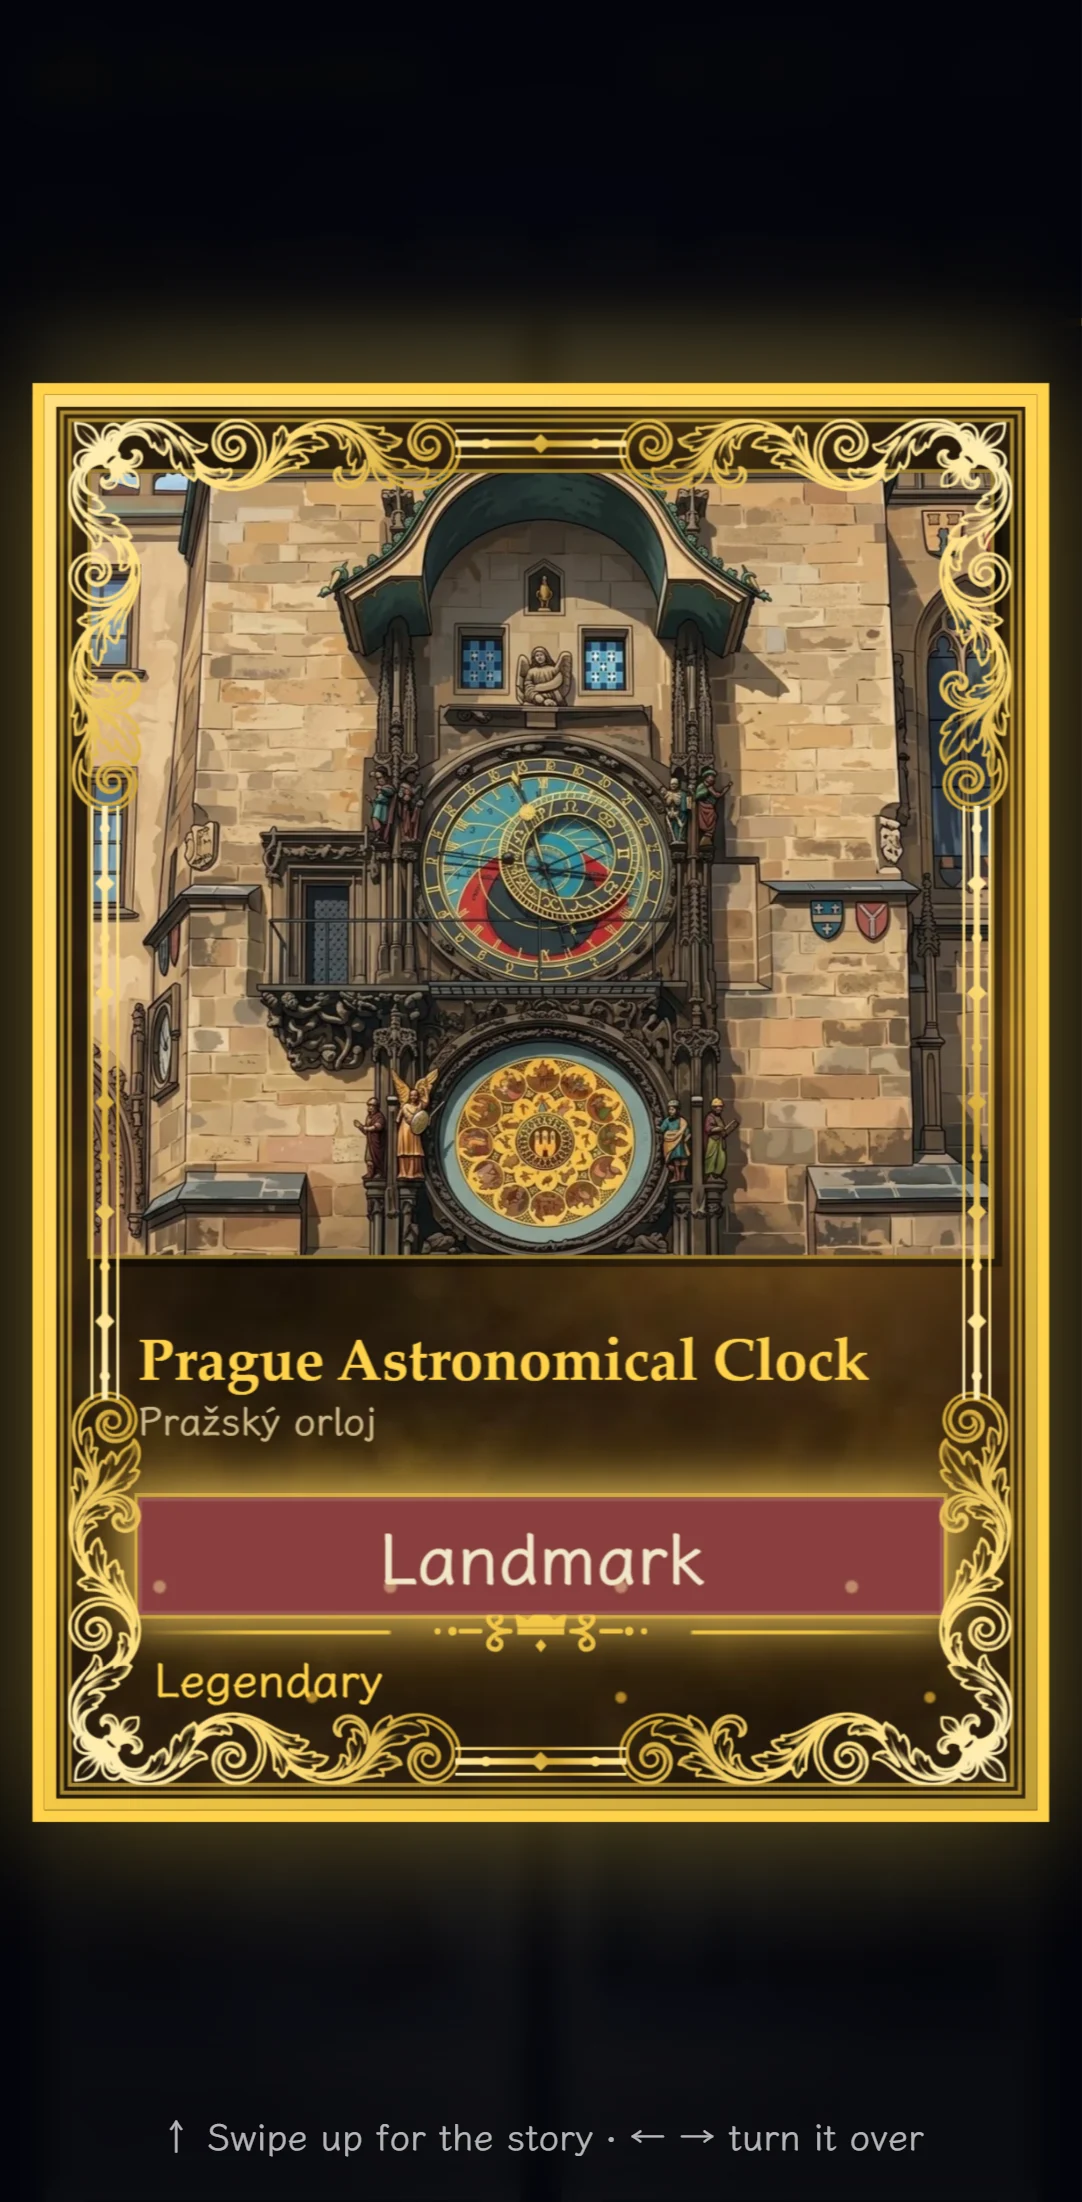 Prague Astronomical Clock
Pražský orloj
Landmark
Legendary
↑ Swipe up for the story · ← → turn it over